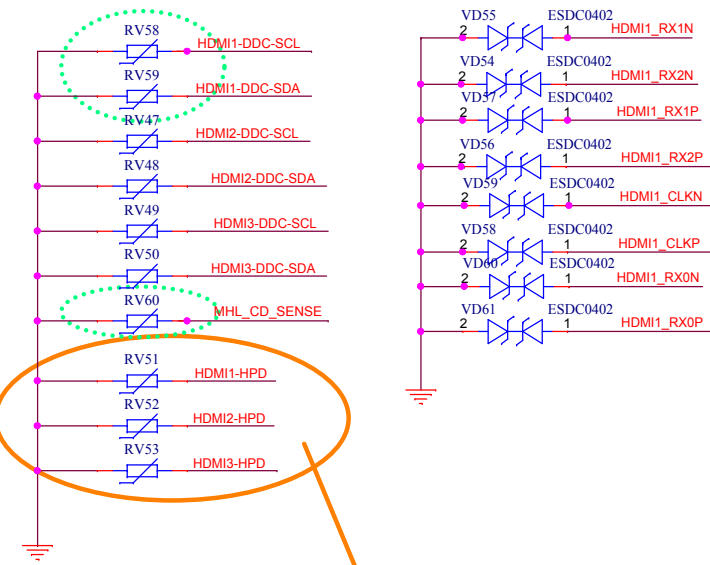 RV58
HDMI1-DDC-SCL
RV59
HDMI1-DDC-SDA
RV47
HDMI2-DDC-SCL
RV48
HDMI2-DDC-SDA
RV49
HDMI3-DDC-SCL
RV50
HDMI3-DDC-SDA
RV60
MHL_CD_SENSE
RV51
HDMI1-HPD
RV52
HDMI2-HPD
RV53
HDMI3-HPD
VD55 ESDC0402
2 1 HDMI1_RX1N
VD54 ESDC0402
2 1 HDMI1_RX2N
VD57 ESDC0402
2 1 HDMI1_RX1P
VD56 ESDC0402
2 1 HDMI1_RX2P
VD59 ESDC0402
2 1 HDMI1_CLKN
VD58 ESDC0402
2 1 HDMI1_CLKP
VD60 ESDC0402
2 1 HDMI1_RX0N
VD61 ESDC0402
2 1 HDMI1_RX0P